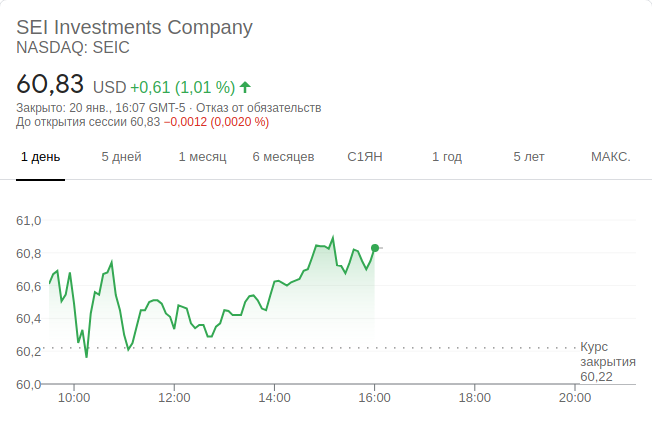 SEI Investments Company
NASDAQ: SEIC
60,83 USD +0,61 (1,01 %)
Закрыто: 20 янв., 16:07 GMT-5 · Отказ от обязательств
До открытия сессии 60,83 −0,0012 (0,0020 %)
1 день 5 дней 1 месяц 6 месяцев С1ЯН 1 год 5 лет МАКС.
61,0
60,8
60,6
60,4
60,2
60,0
Курс
закрытия
60,22
10:00 12:00 14:00 16:00 18:00 20:00